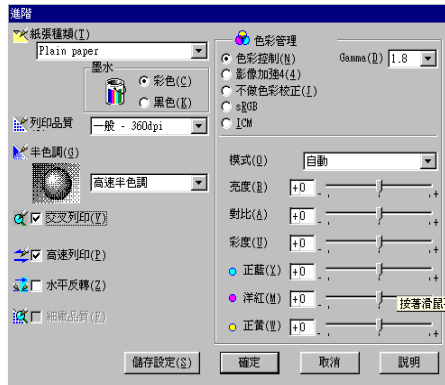 進階
紙張種類(T)
Plain paper
墨水
彩色(C)
黑色(K)
列印品質
一般 - 360dpi
半色調(G)
高速半色調
交叉列印(V)
高速列印(P)
水平反轉(Z)
細緻品質(F)
色彩管理
色彩控制(N)
Gamma(D) 1.8
影像加強4(4)
不做色彩校正(I)
sRGB
ICM
模式(O) 自動
亮度(R) +0 - +
對比(A) +0 - +
彩度(U) +0 - +
正藍(Y) +0 - +
洋紅(M) +0 -
按著滑鼠
正黃(W) +0 - +
儲存設定(S)
確定
取消
說明